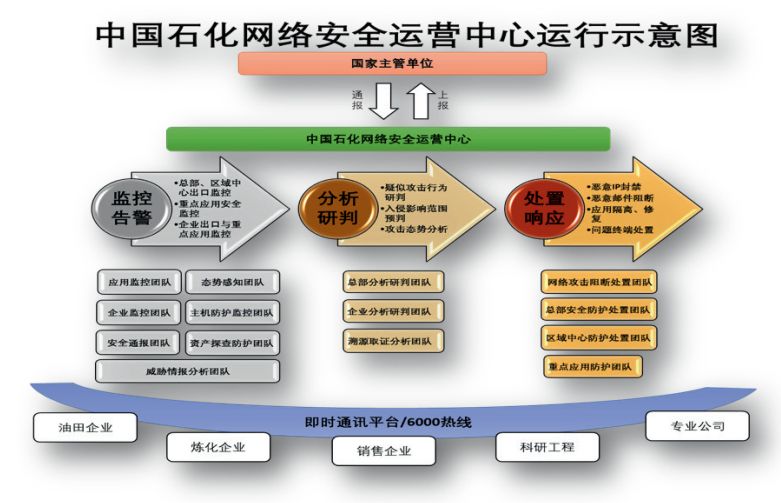 中国石化网络安全运营中心运行示意图
国家主管单位
通报
上报
中国石化网络安全运营中心
监控
告警
•总部、区域中
心出口监控
•重点应用安全
监控
•企业出口与重
点应用监控
分析
研判
•疑似攻击行为
研判
•入侵影响范围
预判
•攻击态势分析
处置
响应
•恶意IP封禁
•恶意邮件阻断
•应用隔离、修
复
•问题终端处置
应用监控团队
态势感知团队
企业监控团队
主机防护监控团队
安全通报团队
资产探查防护团队
威胁情报分析团队
总部分析研判团队
企业分析研判团队
溯源取证分析团队
网络攻击阻断处置团队
总部安全防护处置团队
区域中心防护处置团队
重点应用防护团队
即时通讯平台/6000热线
油田企业
炼化企业
销售企业
科研工程
专业公司